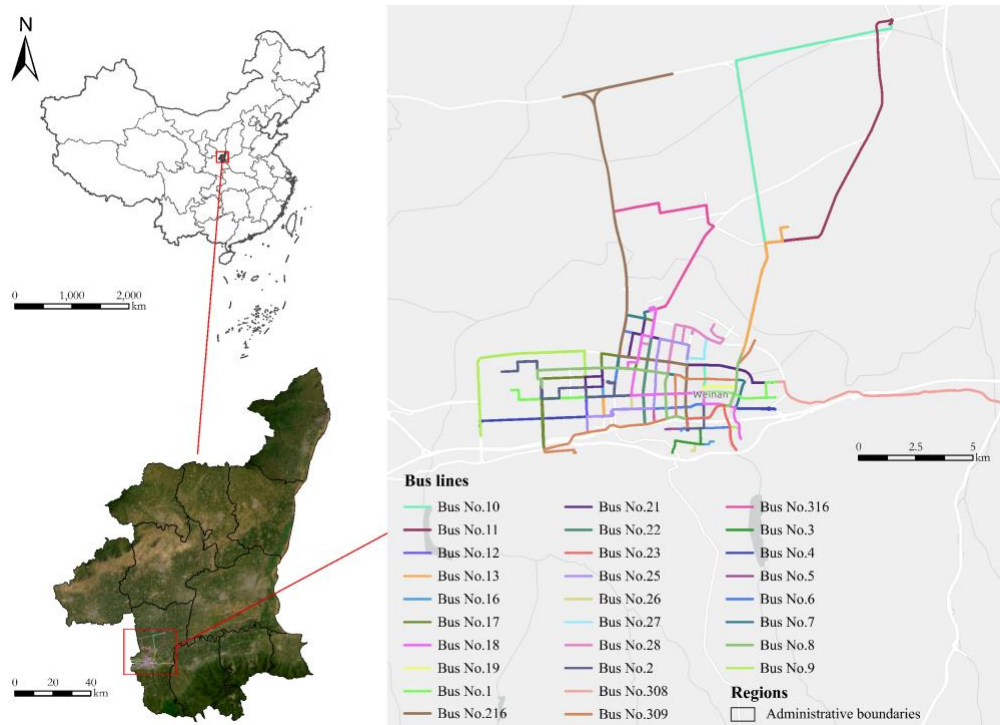 N
0 1,000 2,000
km
0 20 40
km
Weinan
0 2.5 5
km
Bus lines
Bus No.10
Bus No.11
Bus No.12
Bus No.13
Bus No.16
Bus No.17
Bus No.18
Bus No.19
Bus No.1
Bus No.216
Bus No.21
Bus No.22
Bus No.23
Bus No.25
Bus No.26
Bus No.27
Bus No.28
Bus No.2
Bus No.308
Bus No.309
Bus No.316
Bus No.3
Bus No.4
Bus No.5
Bus No.6
Bus No.7
Bus No.8
Bus No.9
Regions
Administrative boundaries